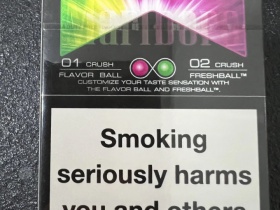 Marlboro
01 CRUSH 02 CRUSH
FLAVOR BALL FRESHBALL™
CUSTOMIZE YOUR TASTE SENSATION WITH
THE FLAVOR BALL AND FRESHBALL™.
Smoking
seriously harms
you and others